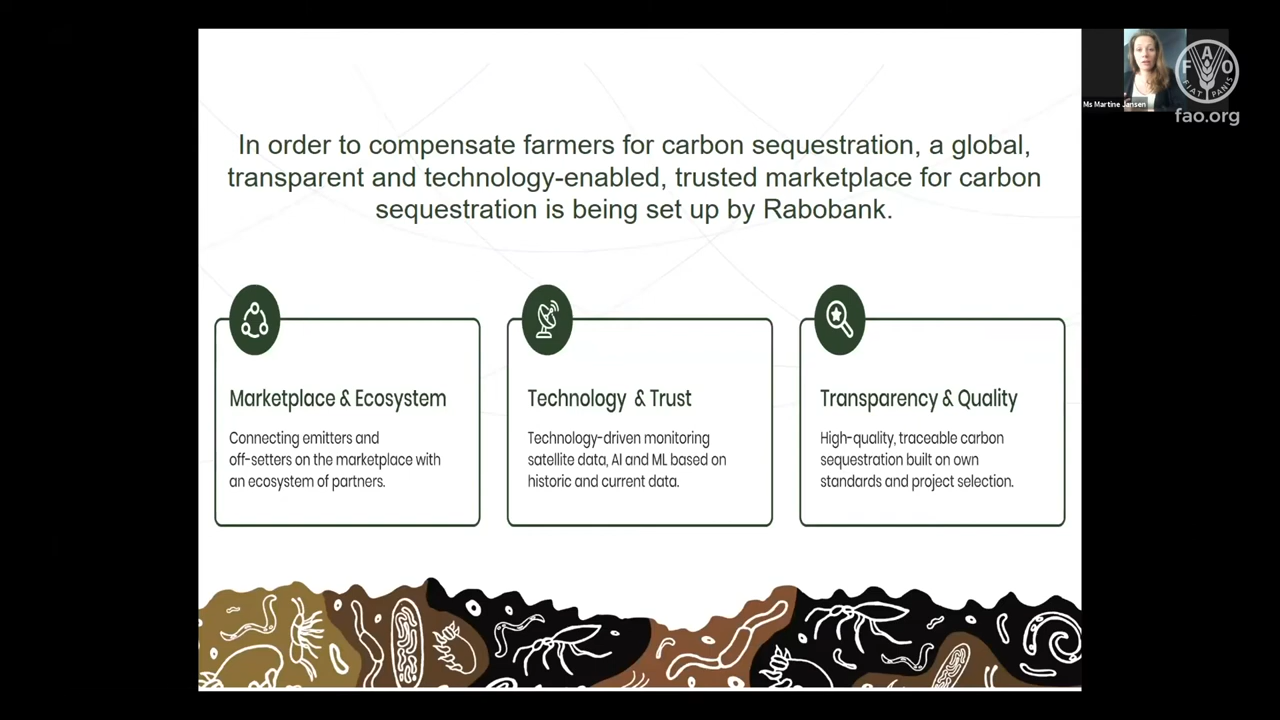 In order to compensate farmers for carbon sequestration, a global,
transparent and technology-enabled, trusted marketplace for carbon
sequestration is being set up by Rabobank.
Marketplace & Ecosystem
Connecting emitters and
off-setters on the marketplace with
an ecosystem of partners.
Technology & Trust
Technology-driven monitoring
satellite data, AI and ML based on
historic and current data.
Transparency & Quality
High-quality, traceable carbon
sequestration built on own
standards and project selection.
Ms Martine Jansen
F A O
FIAT PANIS
fao.org